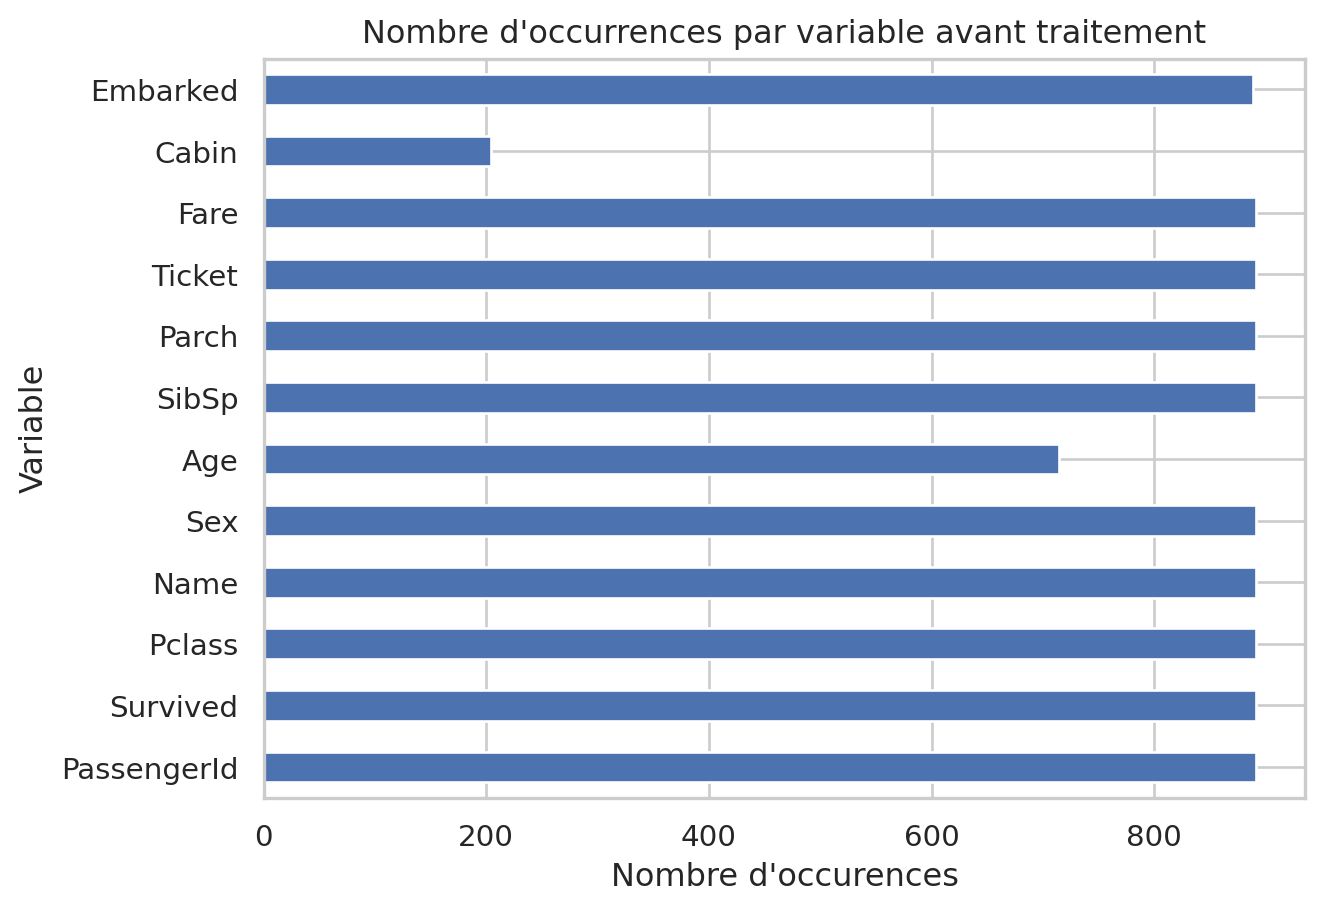 Nombre d'occurrences par variable avant traitement
Embarked
Cabin
Fare
Ticket
Parch
SibSp
Age
Sex
Name
Pclass
Survived
PassengerId
Variable
0 200 400 600 800
Nombre d'occurences